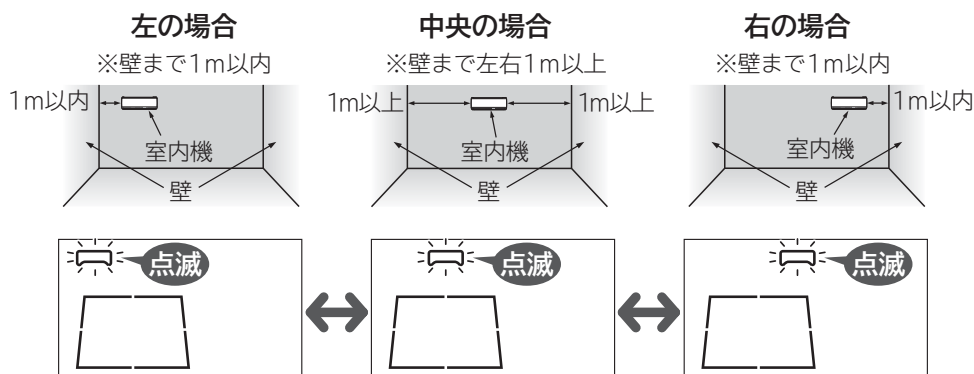 左の場合
※壁まで1m以内
1m以内
室内機
壁
点滅
中央の場合
※壁まで左右1m以上
1m以上
1m以上
室内機
壁
点滅
右の場合
※壁まで1m以内
1m以内
室内機
壁
点滅